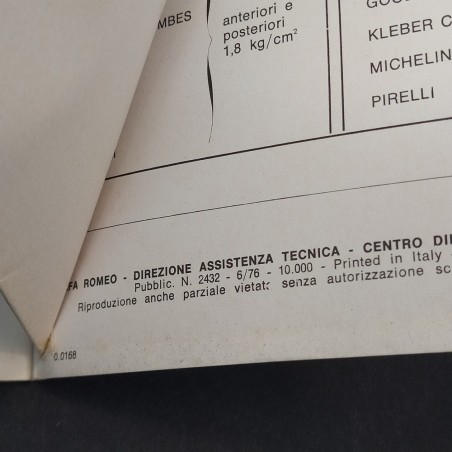 MBES
anteriori e
posteriori
1,8 kg/cm²
KLEBER C
MICHELIN
PIRELLI
FA ROMEO - DIREZIONE ASSISTENZA TECNICA - CENTRO DI
Pubblic. N. 2432 - 6/76 - 10.000 - Printed in Italy
Riproduzione anche parziale vietata senza autorizzazione sc
0.0168